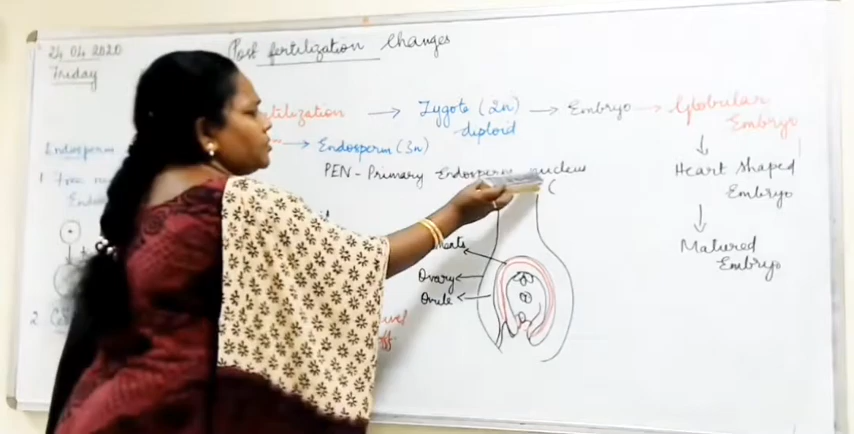 24 04 2020
Friday
Post fertilization changes
tilization → Zygote (2n) → Embryo → Globular
diploid
Embryo
Endosperm
→ Endosperm (3n)
PEN - Primary Endosperm nucleus
Heart shaped
Embryo
1 Free
Matured
Embryo
Ovary
Ovule
2